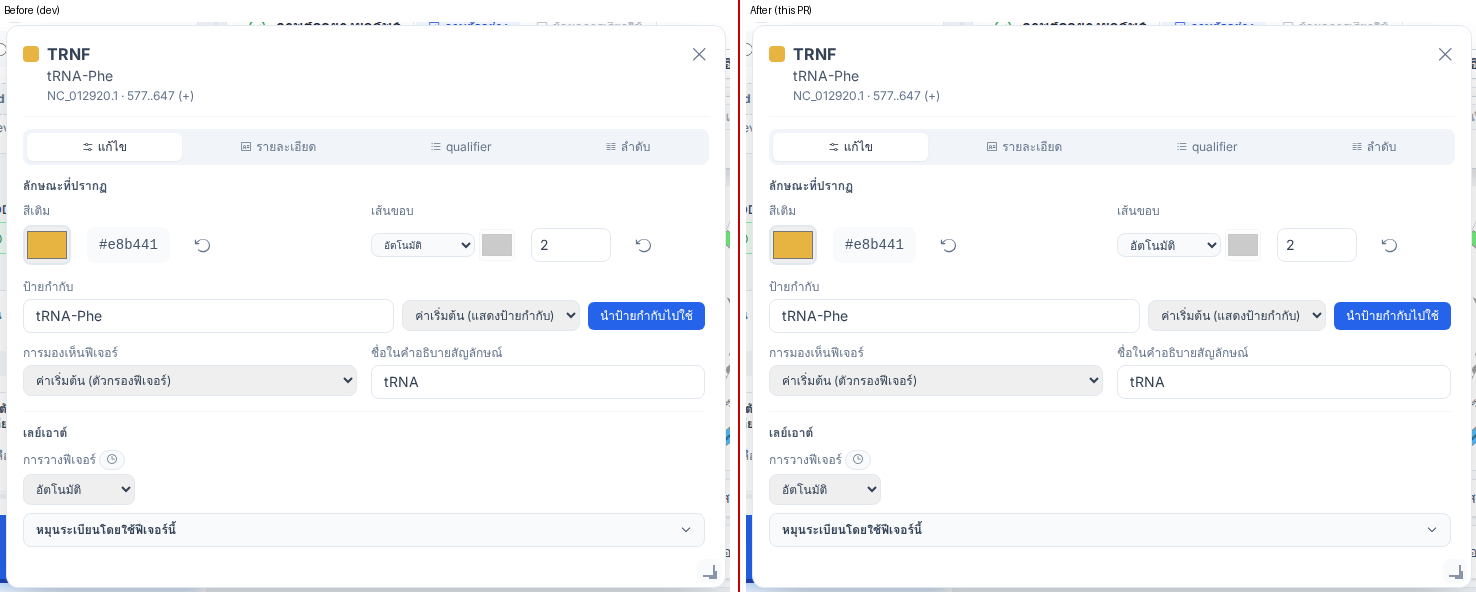 Before (dev)
After (this PR)
TRNF
tRNA-Phe
NC_012920.1 · 577..647 (+)
แก้ไข
รายละเอียด
qualifier
ลำดับ
ลักษณะที่ปรากฏ
สีเติม
เส้นขอบ
#e8b441
อัตโนมัติ
2
ป้ายกำกับ
tRNA-Phe
ค่าเริ่มต้น (แสดงป้ายกำกับ)
นำป้ายกำกับไปใช้
การมองเห็นฟีเจอร์
ชื่อในคำอธิบายสัญลักษณ์
ค่าเริ่มต้น (ตัวกรองฟีเจอร์)
tRNA
เลย์เอาต์
การวางฟีเจอร์
อัตโนมัติ
หมุนระเบียนโดยใช้ฟีเจอร์นี้
TRNF
tRNA-Phe
NC_012920.1 · 577..647 (+)
แก้ไข
รายละเอียด
qualifier
ลำดับ
ลักษณะที่ปรากฏ
สีเติม
เส้นขอบ
#e8b441
อัตโนมัติ
2
ป้ายกำกับ
tRNA-Phe
ค่าเริ่มต้น (แสดงป้ายกำกับ)
นำป้ายกำกับไปใช้
การมองเห็นฟีเจอร์
ชื่อในคำอธิบายสัญลักษณ์
ค่าเริ่มต้น (ตัวกรองฟีเจอร์)
tRNA
เลย์เอาต์
การวางฟีเจอร์
อัตโนมัติ
หมุนระเบียนโดยใช้ฟีเจอร์นี้